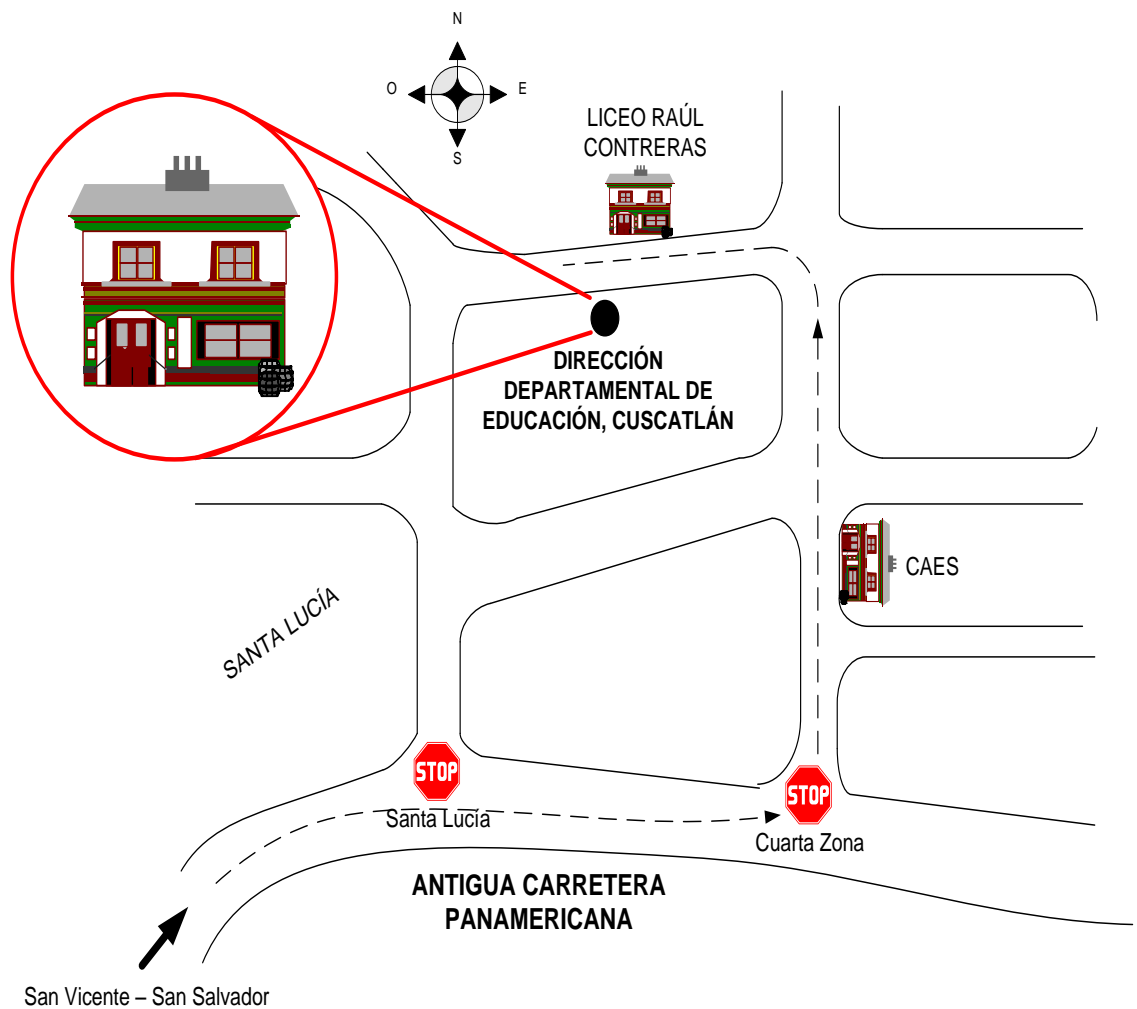 N
O
E
S
LICEO RAÚL
CONTRERAS
DIRECCIÓN
DEPARTAMENTAL DE
EDUCACIÓN, CUSCATLÁN
CAES
SANTA LUCÍA
STOP
Santa Lucía
STOP
Cuarta Zona
ANTIGUA CARRETERA
PANAMERICANA
San Vicente – San Salvador